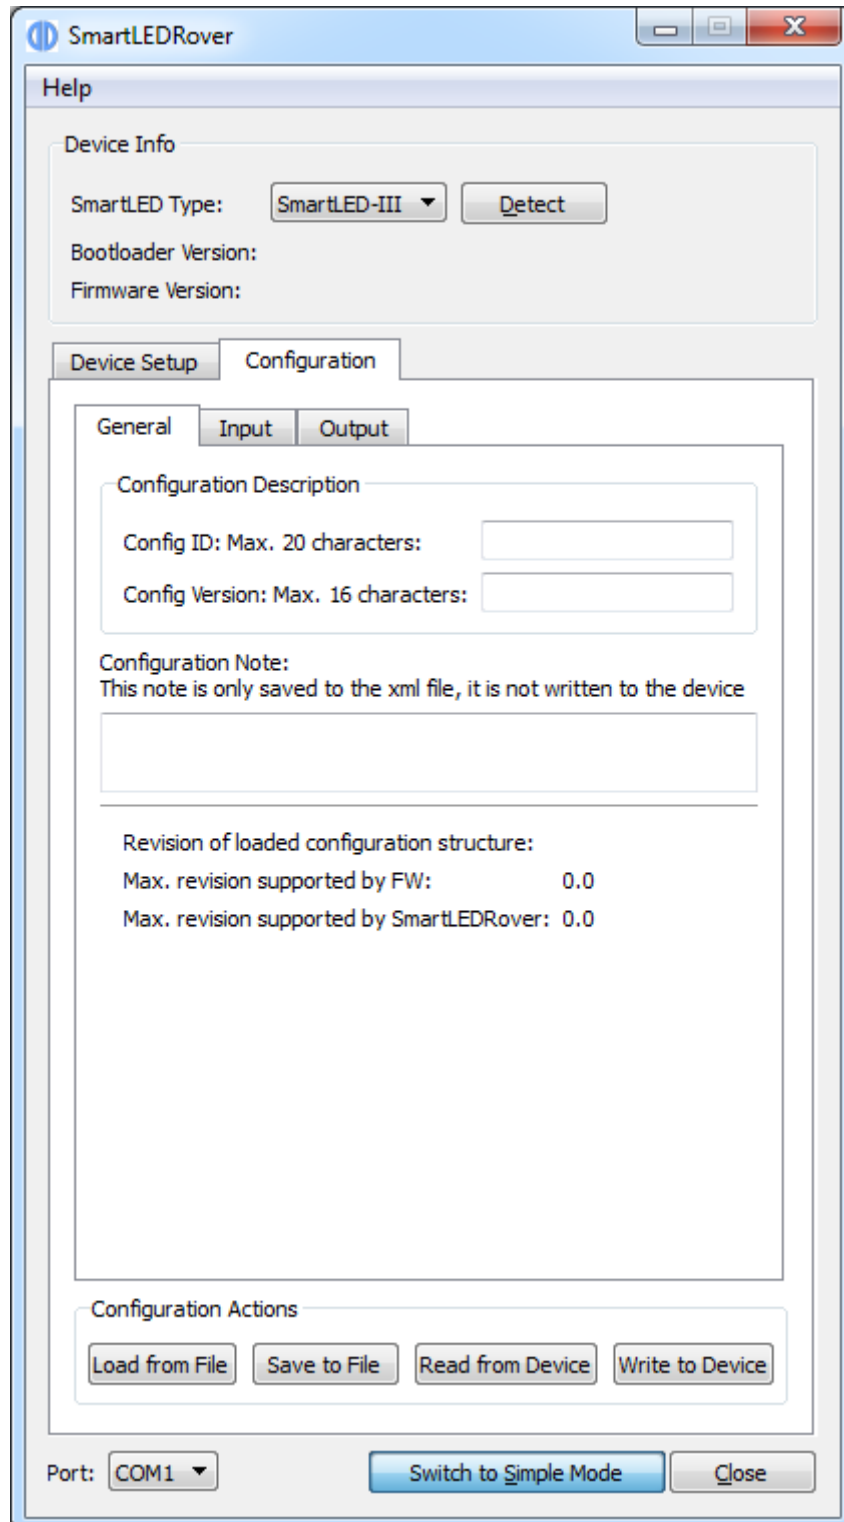 SmartLEDRover
Help
Device Info
SmartLED Type: SmartLED-III Detect
Bootloader Version:
Firmware Version:
Device Setup Configuration
General Input Output
Configuration Description
Config ID: Max. 20 characters:
Config Version: Max. 16 characters:
Configuration Note:
This note is only saved to the xml file, it is not written to the device
Revision of loaded configuration structure:
Max. revision supported by FW: 0.0
Max. revision supported by SmartLEDRover: 0.0
Configuration Actions
Load from File Save to File Read from Device Write to Device
Port: COM1 Switch to Simple Mode Close